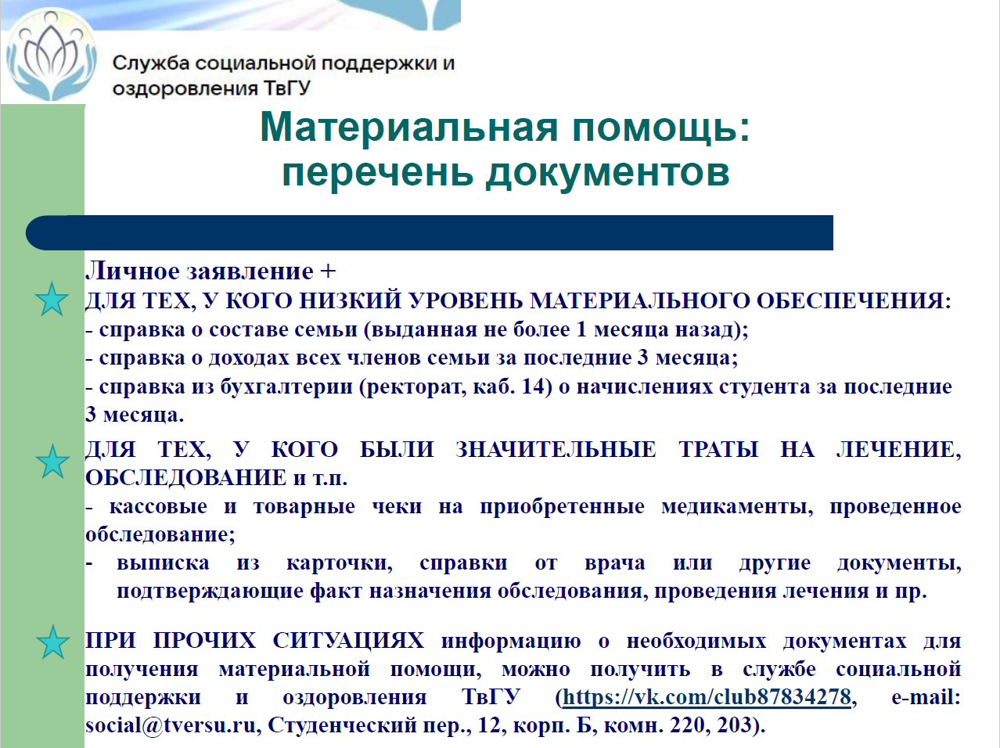 Служба социальной поддержки и
оздоровления ТвГУ
Материальная помощь:
перечень документов
Личное заявление +
ДЛЯ ТЕХ, У КОГО НИЗКИЙ УРОВЕНЬ МАТЕРИАЛЬНОГО ОБЕСПЕЧЕНИЯ:
- справка о составе семьи (выданная не более 1 месяца назад);
- справка о доходах всех членов семьи за последние 3 месяца;
- справка из бухгалтерии (ректорат, каб. 14) о начислениях студента за последние
3 месяца.
ДЛЯ ТЕХ, У КОГО БЫЛИ ЗНАЧИТЕЛЬНЫЕ ТРАТЫ НА ЛЕЧЕНИЕ,
ОБСЛЕДОВАНИЕ и т.п.
- кассовые и товарные чеки на приобретенные медикаменты, проведенное
обследование;
- выписка из карточки, справки от врача или другие документы,
подтверждающие факт назначения обследования, проведения лечения и пр.
ПРИ ПРОЧИХ СИТУАЦИЯХ информацию о необходимых документах для
получения материальной помощи, можно получить в службе социальной
поддержки и оздоровления ТвГУ (https://vk.com/club87834278, e-mail:
social@tversu.ru, Студенческий пер., 12, корп. Б, комн. 220, 203).